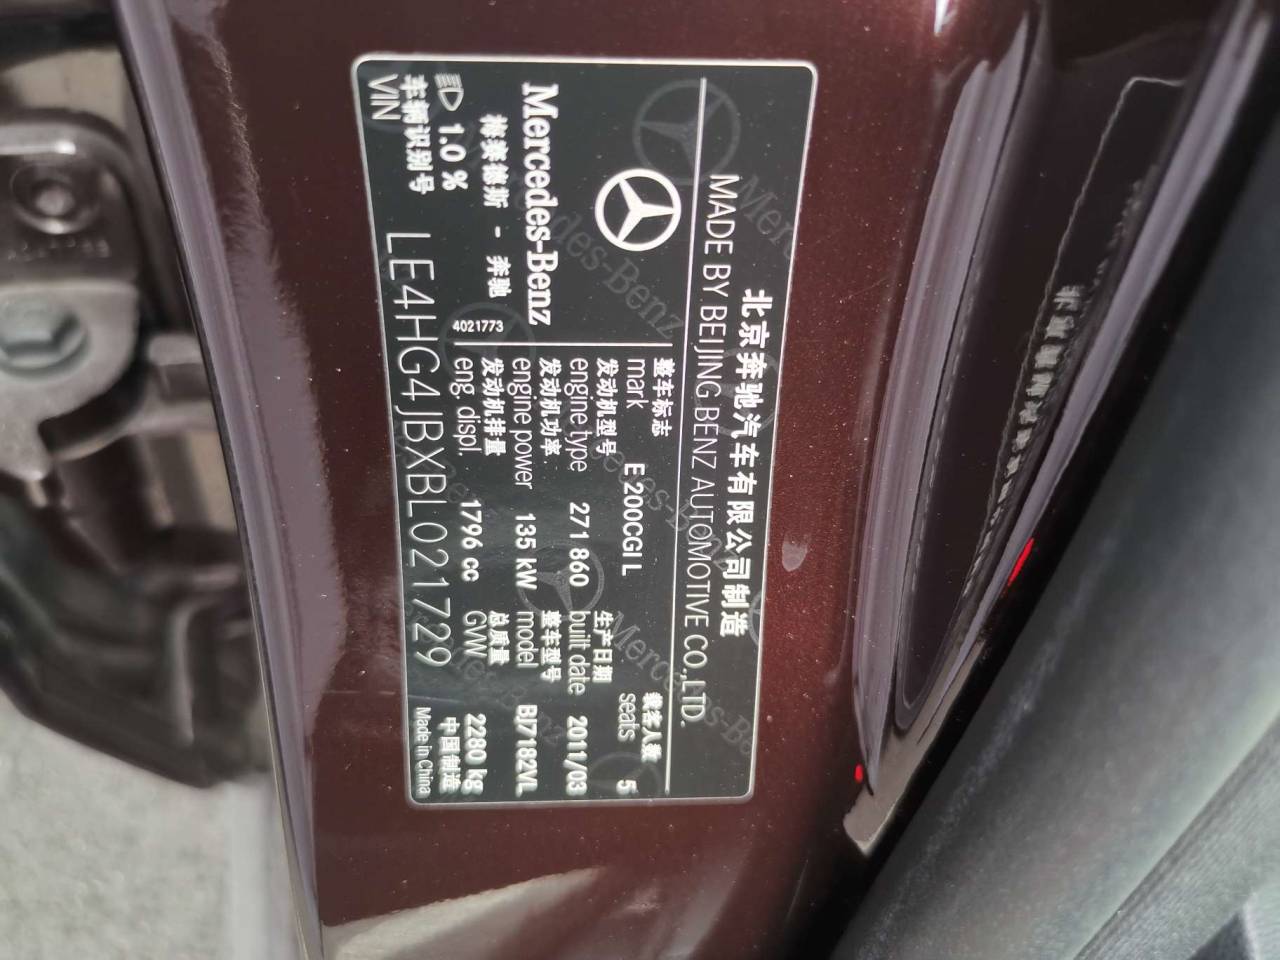 北京奔驰汽车有限公司制造
MADE BY BEIJING BENZ AUTOMOTIVE CO.,LTD.
Mercedes-Benz
梅赛德斯 - 奔驰
4021773
1.0 %
整车标志
mark E 200CGI L
载客人数
seats 5
发动机型号
engine type 271 860
生产日期
built date 2011/03
发动机功率
engine power 135 kW
整车型号
model BJ7182VL
发动机排量
eng. displ. 1796 cc
总质量
GVW 2280 kg
车辆识别号
VIN LE4HG4JBXBL021729
中国制造
Made in China